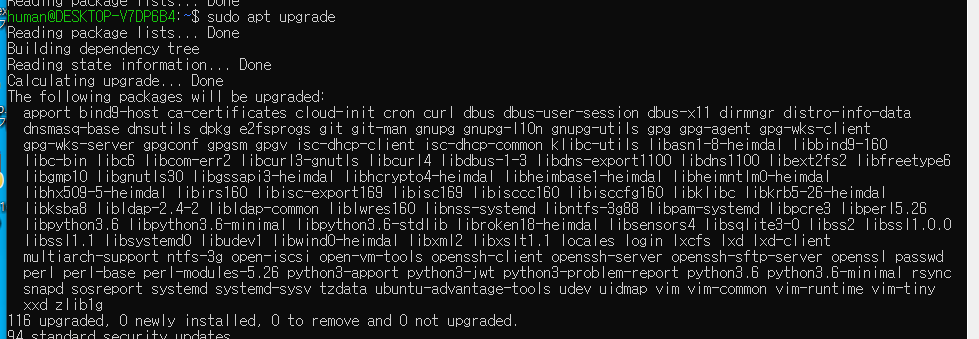 Reading package lists... Done
human@DESKTOP-V7DP6B4:~$ sudo apt upgrade
Reading package lists... Done
Building dependency tree
Reading state information... Done
Calculating upgrade... Done
The following packages will be upgraded:
apport bind9-host ca-certificates cloud-init cron curl dbus dbus-user-session dbus-x11 dirmngr distro-info-data
dnsmasq-base dnsutils dpkg e2fsprogs git git-man gnupg gnupg-l10n gnupg-utils gpg gpg-agent gpg-wks-client
gpg-wks-server gpgconf gpgsm gpgv isc-dhcp-client isc-dhcp-common klibc-utils libasn1-8-heimdal libbind9-160
libc-bin libc6 libcom-err2 libcurl3-gnutls libcurl4 libdbus-1-3 libdns-export1100 libdns1100 libext2fs2 libfreetype6
libgmp10 libgnutls30 libgssapi3-heimdal libhcrypto4-heimdal libheimbase1-heimdal libheimntlm0-heimdal
libhx509-5-heimdal libirs160 libisc-export169 libisc169 libisccc160 libisccfg160 libklibc libkrb5-26-heimdal
libksba8 libldap-2.4-2 libldap-common liblwres160 libnss-systemd libntfs-3g88 libpam-systemd libpcre3 libperl5.26
libpython3.6 libpython3.6-minimal libpython3.6-stdlib libroken18-heimdal libsensors4 libsqlite3-0 libss2 libssl1.0.0
libssl1.1 libsystemd0 libudev1 libwind0-heimdal libxml2 libxslt1.1 locales login lxcfs lxd lxd-client
multiarch-support ntfs-3g open-iscsi open-vm-tools openssh-client openssh-server openssh-sftp-server openssl passwd
perl perl-base perl-modules-5.26 python3-apport python3-jwt python3-problem-report python3.6 python3.6-minimal rsync
snapd sosreport systemd systemd-sysv tzdata ubuntu-advantage-tools udev uidmap vim vim-common vim-runtime vim-tiny
xxd zlib1g
116 upgraded, 0 newly installed, 0 to remove and 0 not upgraded.
94 standard security updates